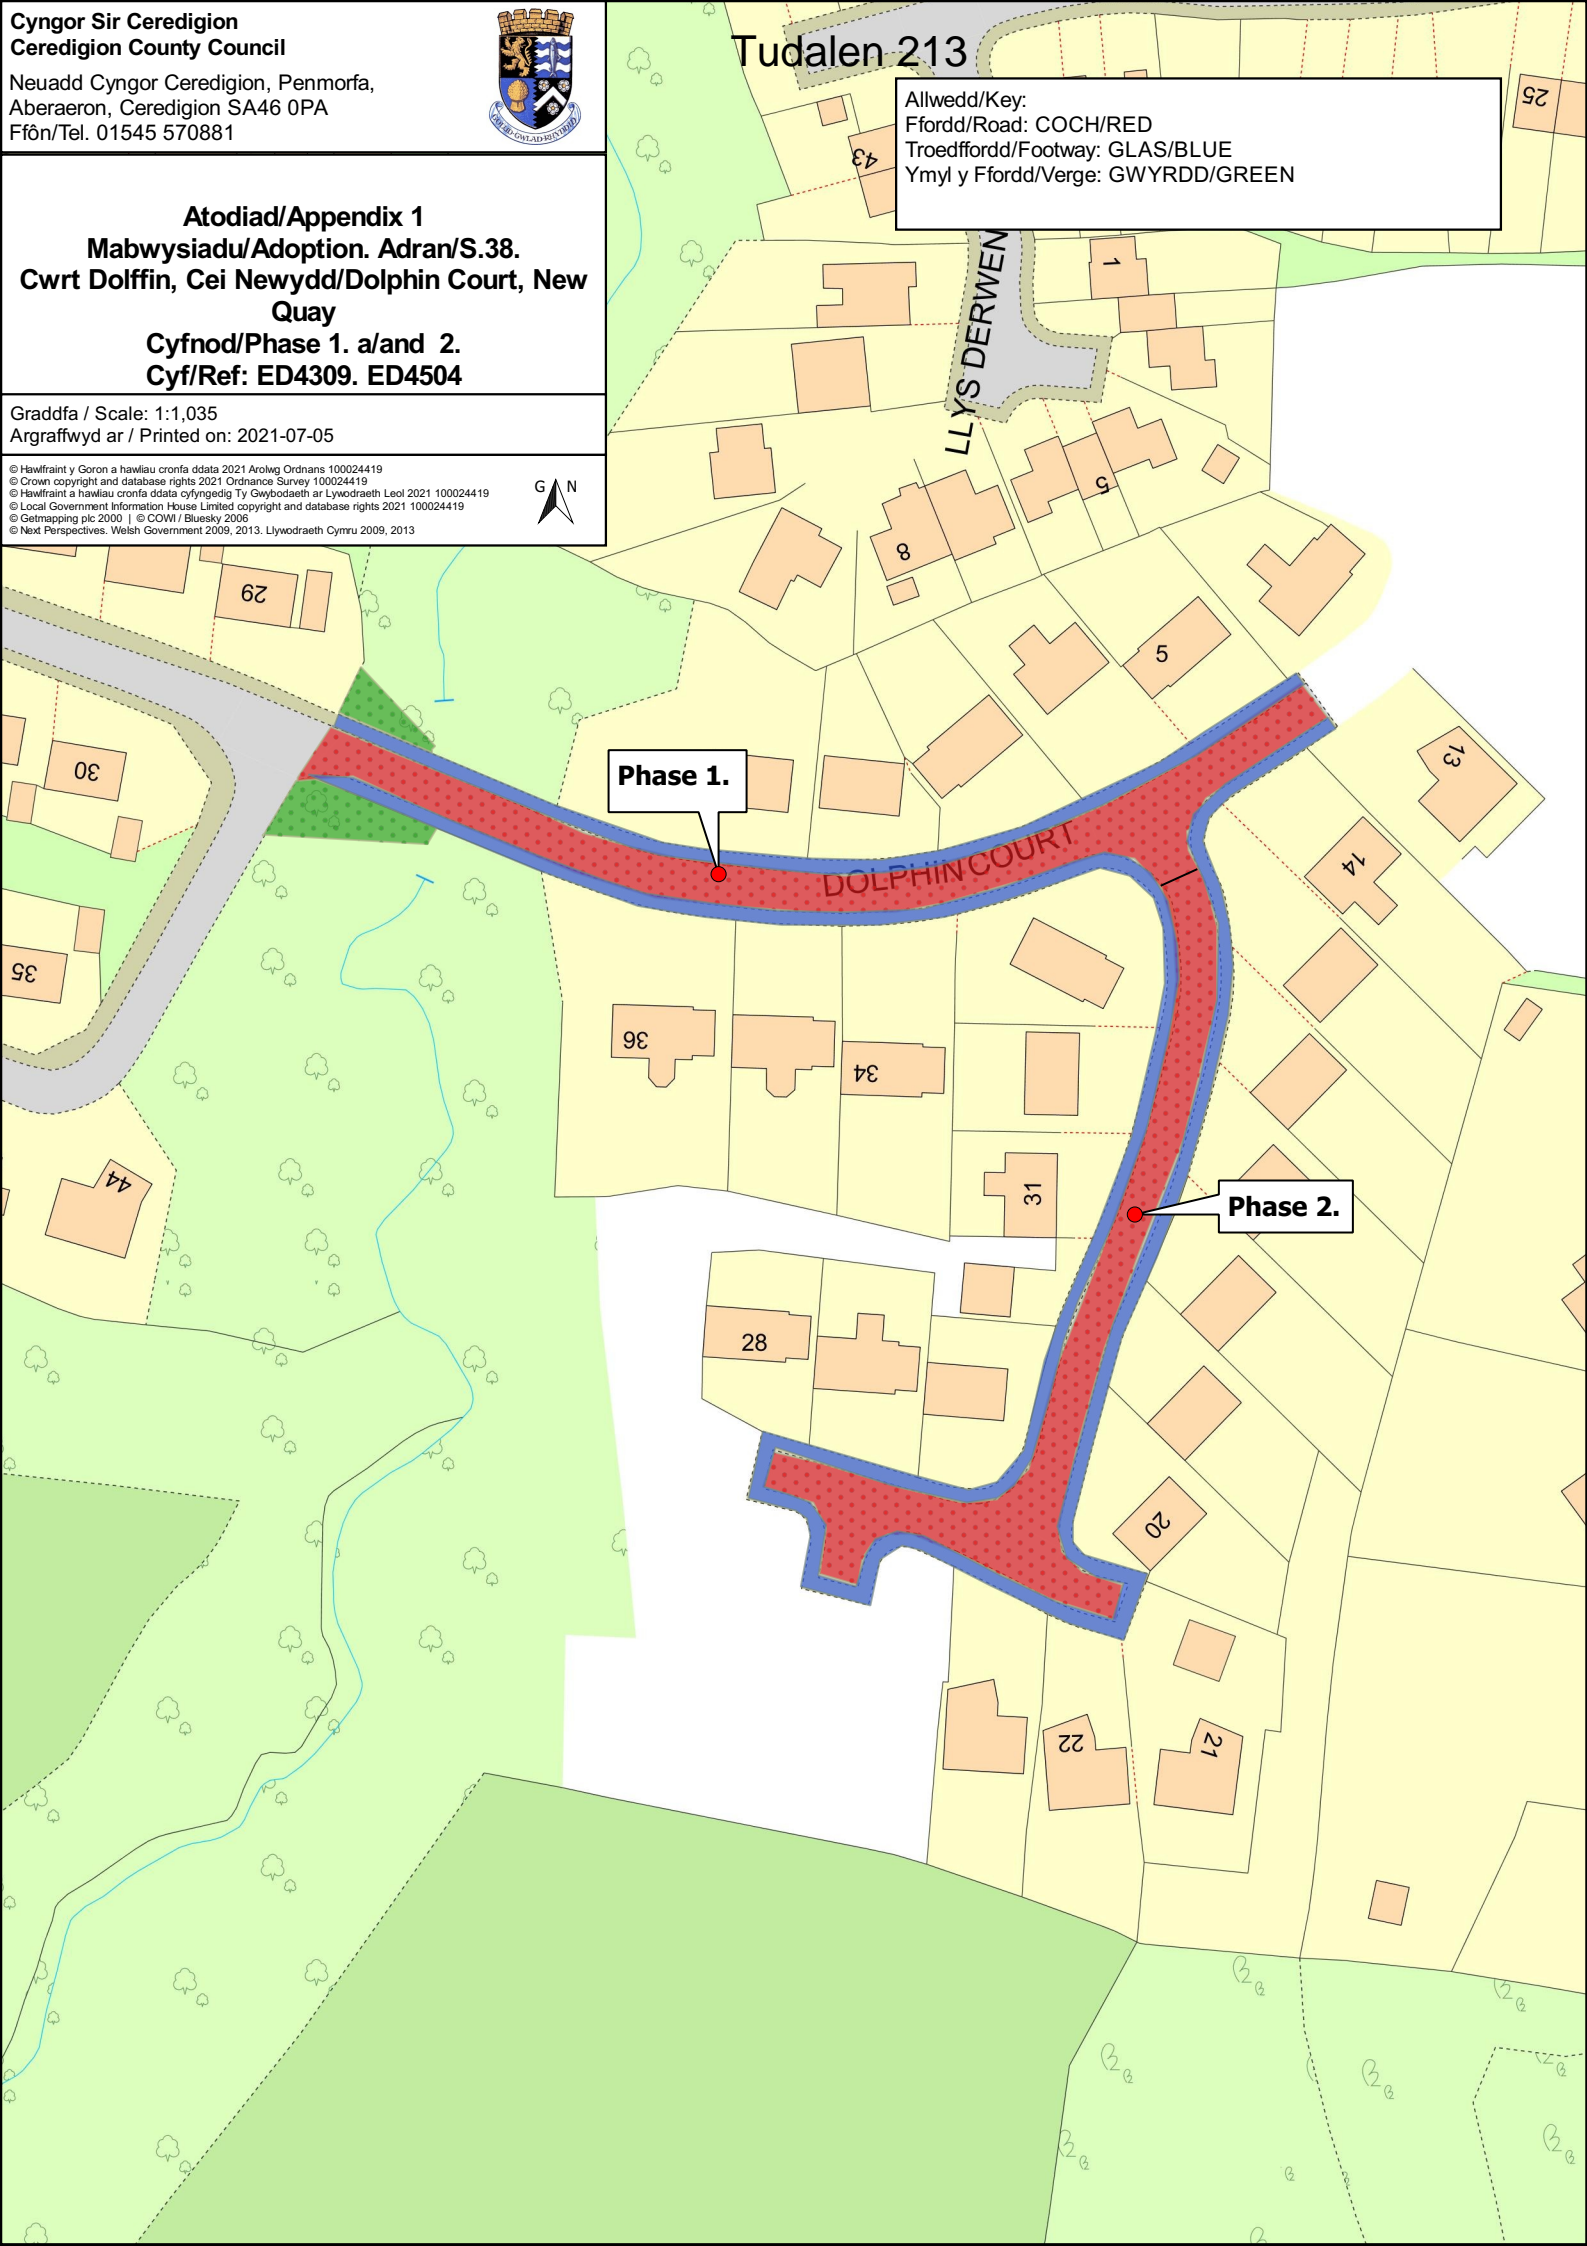 Cyngor Sir Ceredigion
Ceredigion County Council
Neuadd Cyngor Ceredigion, Penmorfa,
Aberaeron, Ceredigion SA46 0PA
Ffôn/Tel. 01545 570881
Atodiad/Appendix 1
Mabwysiadu/Adoption. Adran/S.38.
Cwrt Dolffin, Cei Newydd/Dolphin Court, New
Quay
Cyfnod/Phase 1. a/and 2.
Cyf/Ref: ED4309. ED4504
Graddfa / Scale: 1:1,035
Argraffwyd ar / Printed on: 2021-07-05
© Hawlfraint y Goron a hawliau cronfa ddata 2021 Arolwg Ordnans 100024419
© Crown copyright and database rights 2021 Ordnance Survey 100024419
© Hawlfraint a hawliau cronfa ddata cyfyngedig Ty Gwybodaeth ar Lywodraeth Leol 2021 100024419
© Local Government Information House Limited copyright and database rights 2021 100024419
© Getmapping plc 2000 | © COWI / Bluesky 2006
© Next Perspectives. Welsh Government 2009, 2013. Llywodraeth Cymru 2009, 2013
G N
Tudalen 213
Allwedd/Key:
Ffordd/Road: COCH/RED
Troedffordd/Footway: GLAS/BLUE
Ymyl y Ffordd/Verge: GWYRDD/GREEN
25
43
1
LLYS DERWEN
5
8
29
5
30
13
Phase 1.
DOLPHIN COURT
14
35
36
34
44
31
Phase 2.
28
20
22
21